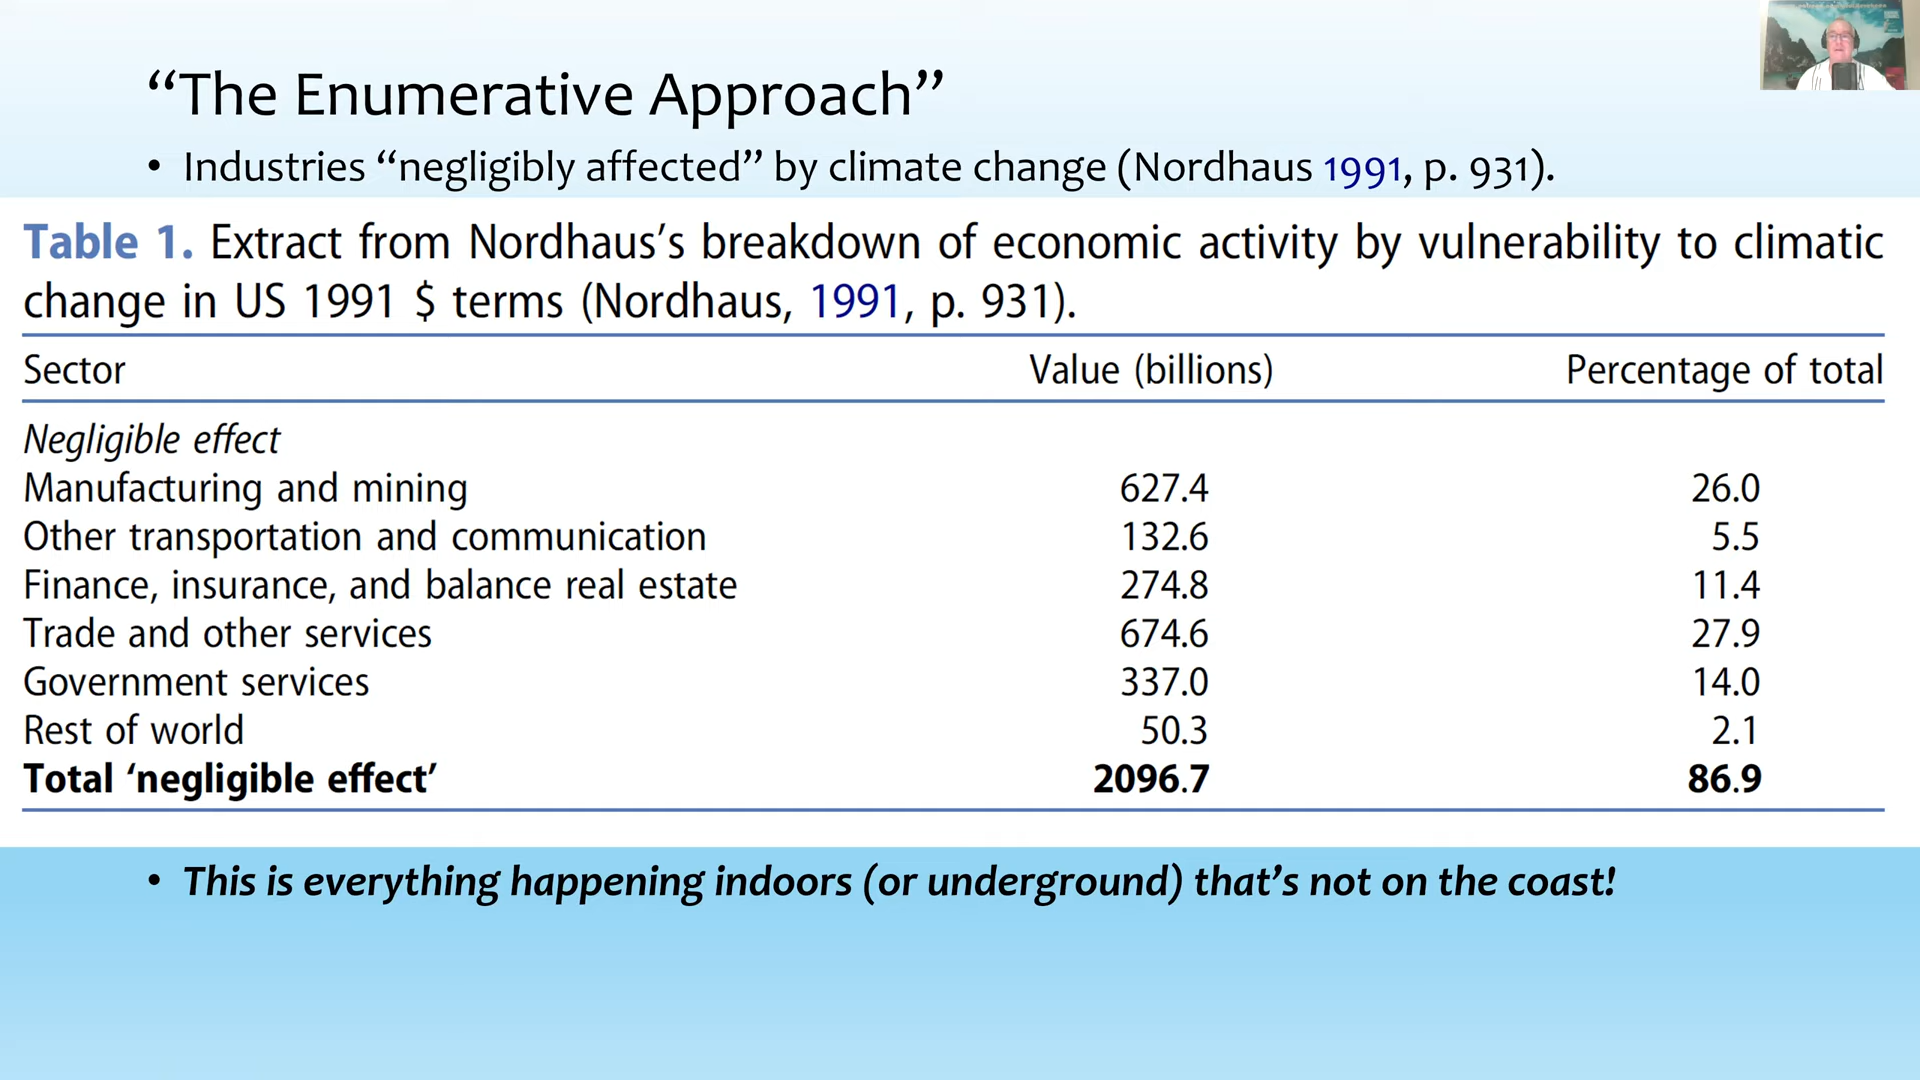 “The Enumerative Approach”
• Industries “negligibly affected” by climate change (Nordhaus 1991, p. 931).
Table 1. Extract from Nordhaus’s breakdown of economic activity by vulnerability to climatic
change in US 1991 $ terms (Nordhaus, 1991, p. 931).
Sector Value (billions) Percentage of total
Negligible effect
Manufacturing and mining 627.4 26.0
Other transportation and communication 132.6 5.5
Finance, insurance, and balance real estate 274.8 11.4
Trade and other services 674.6 27.9
Government services 337.0 14.0
Rest of world 50.3 2.1
Total ‘negligible effect’ 2096.7 86.9
• This is everything happening indoors (or underground) that’s not on the coast!